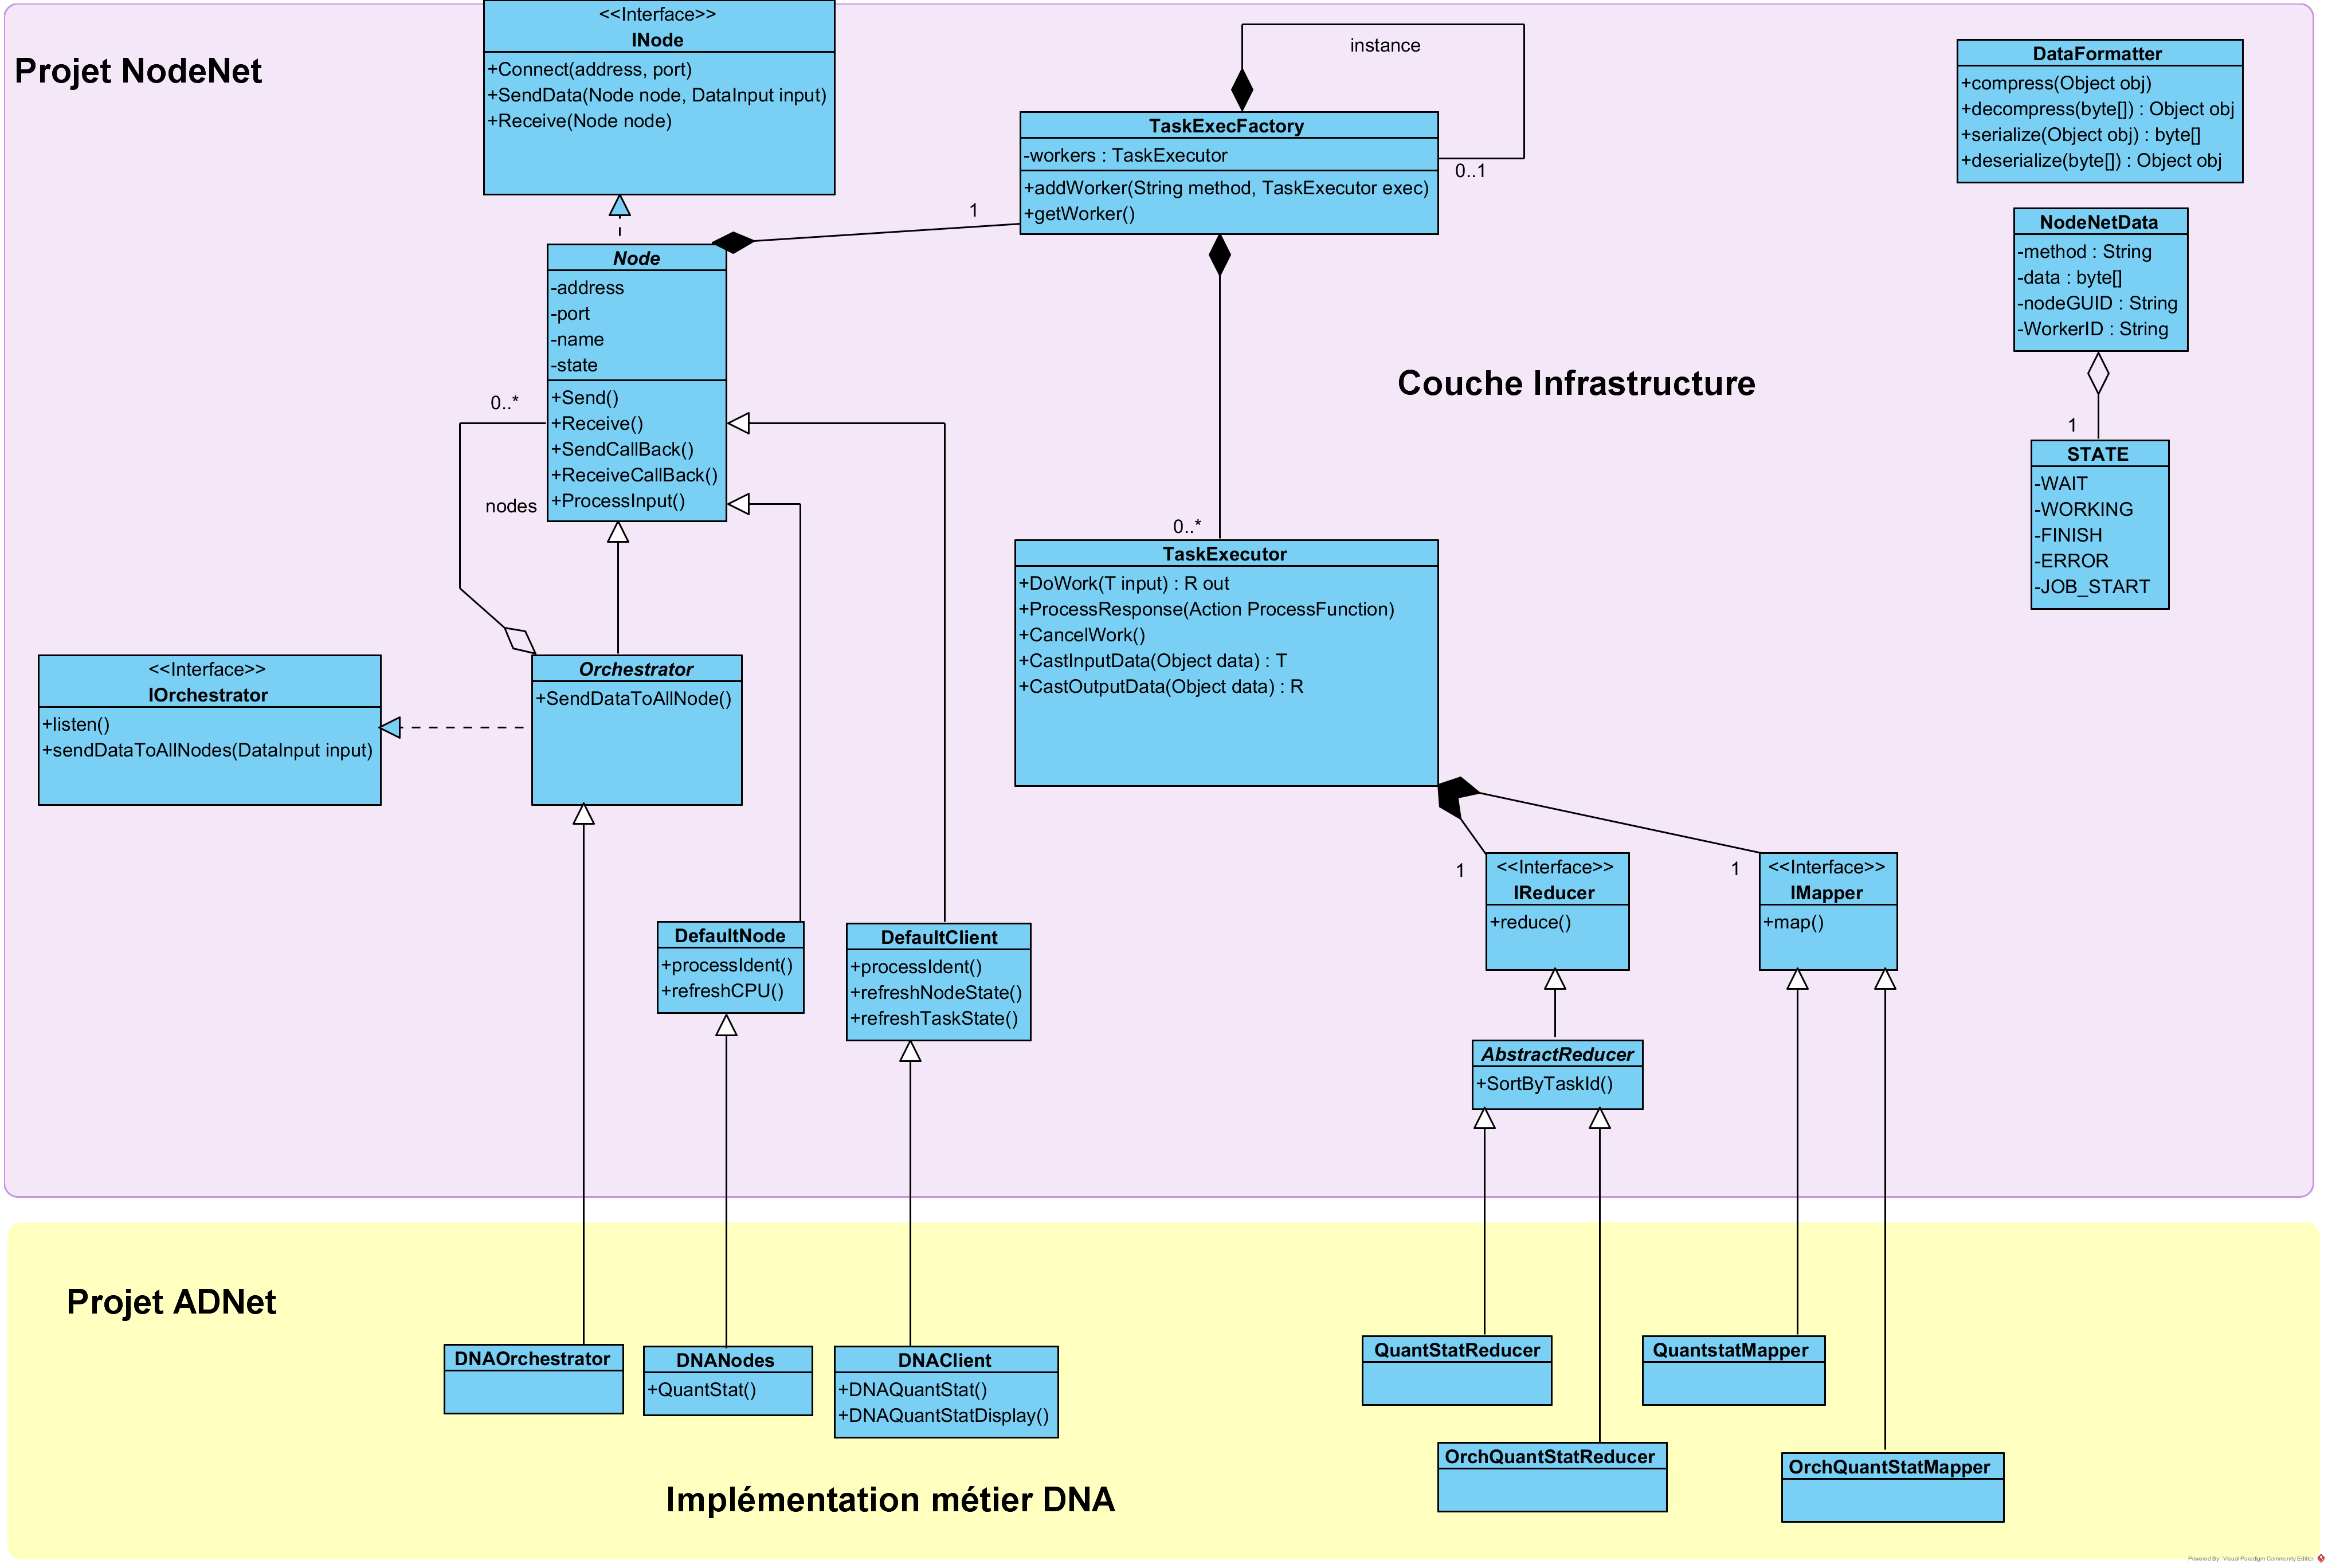 Projet NodeNet
<<Interface>>
INode
+Connect(address, port)
+SendData(Node node, DataInput input)
+Receive(Node node)
instance
TaskExecFactory
-workers : TaskExecutor
+addWorker(String method, TaskExecutor exec)
+getWorker()
0..1
1
DataFormatter
+compress(Object obj)
+decompress(byte[]) : Object obj
+serialize(Object obj) : byte[]
+deserialize(byte[]) : Object obj
NodeNetData
-method : String
-data : byte[]
-nodeGUID : String
-WorkerID : String
1
STATE
-WAIT
-WORKING
-FINISH
-ERROR
-JOB_START
Node
-address
-port
-name
-state
+Send()
+Receive()
+SendCallBack()
+ReceiveCallBack()
+ProcessInput()
0..*
nodes
Couche Infrastructure
0..*
TaskExecutor
+DoWork(T input) : R out
+ProcessResponse(Action ProcessFunction)
+CancelWork()
+CastInputData(Object data) : T
+CastOutputData(Object data) : R
<<Interface>>
IOrchestrator
+listen()
+sendDataToAllNodes(DataInput input)
Orchestrator
+SendDataToAllNode()
DefaultNode
+processIdent()
+refreshCPU()
DefaultClient
+processIdent()
+refreshNodeState()
+refreshTaskState()
1
<<Interface>>
IReducer
+reduce()
1
<<Interface>>
IMapper
+map()
AbstractReducer
+SortByTaskId()
Projet ADNet
DNAOrchestrator
DNANodes
+QuantStat()
DNAClient
+DNAQuantStat()
+DNAQuantStatDisplay()
QuantStatReducer
QuantstatMapper
OrchQuantStatReducer
OrchQuantStatMapper
Implémentation métier DNA
Powered By Visual Paradigm Community Edition